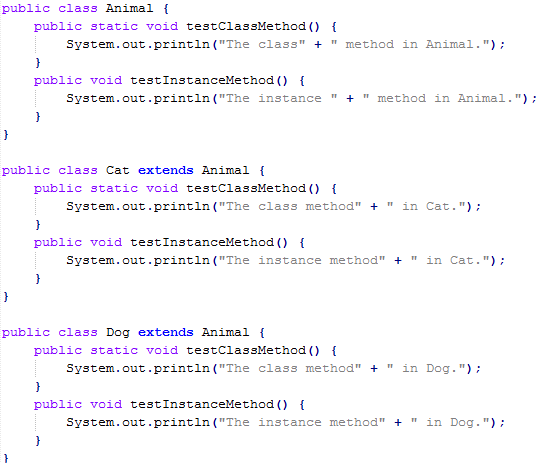 public class Animal {
    public static void testClassMethod() {
        System.out.println("The class" + " method in Animal.");
    }
    public void testInstanceMethod() {
        System.out.println("The instance " + " method in Animal.");
    }
}

public class Cat extends Animal {
    public static void testClassMethod() {
        System.out.println("The class method" + " in Cat.");
    }
    public void testInstanceMethod() {
        System.out.println("The instance method" + " in Cat.");
    }
}

public class Dog extends Animal {
    public static void testClassMethod() {
        System.out.println("The class method" + " in Dog.");
    }
    public void testInstanceMethod() {
        System.out.println("The instance method" + " in Dog.");
    }
}